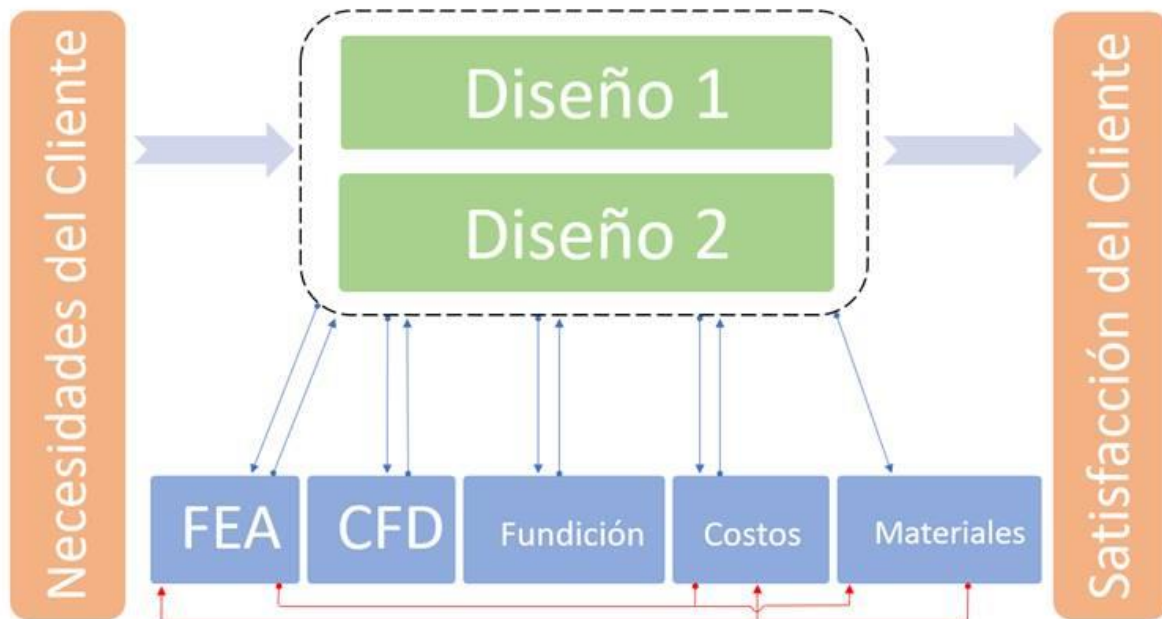 Necesidades del Cliente
Diseño 1
Diseño 2
FEA
CFD
Fundición
Costos
Materiales
Satisfacción del Cliente